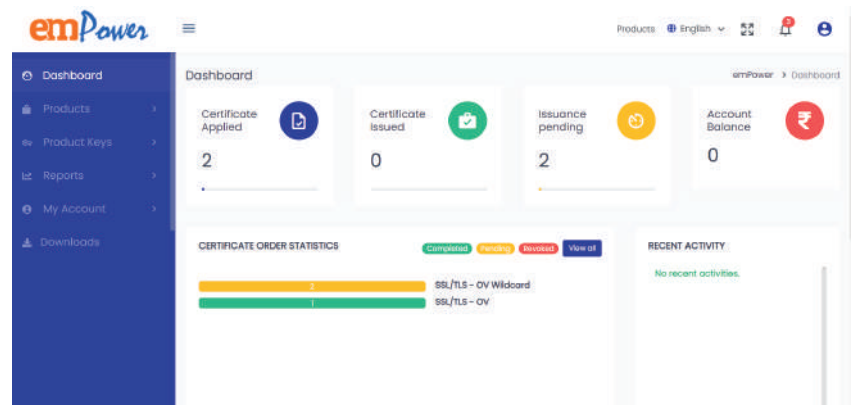 emPower
Products English 3
Dashboard
Products
Product Keys
Reports
My Account
Downloads
Dashboard
emPower > Dashboard
Certificate Applied
2
Certificate Issued
0
Issuance pending
2
Account Balance
₹
0
CERTIFICATE ORDER STATISTICS
Completed Pending Revoked View all
2 SSL/TLS - OV Wildcard
1 SSL/TLS - OV
RECENT ACTIVITY
No recent activities.